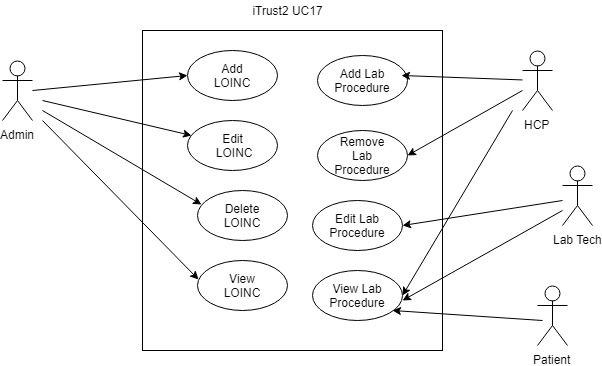 iTrust2 UC17
Admin
Add
LOINC
Edit
LOINC
Delete
LOINC
View
LOINC
Add Lab
Procedure
Remove
Lab
Procedure
Edit Lab
Procedure
View Lab
Procedure
HCP
Lab Tech
Patient